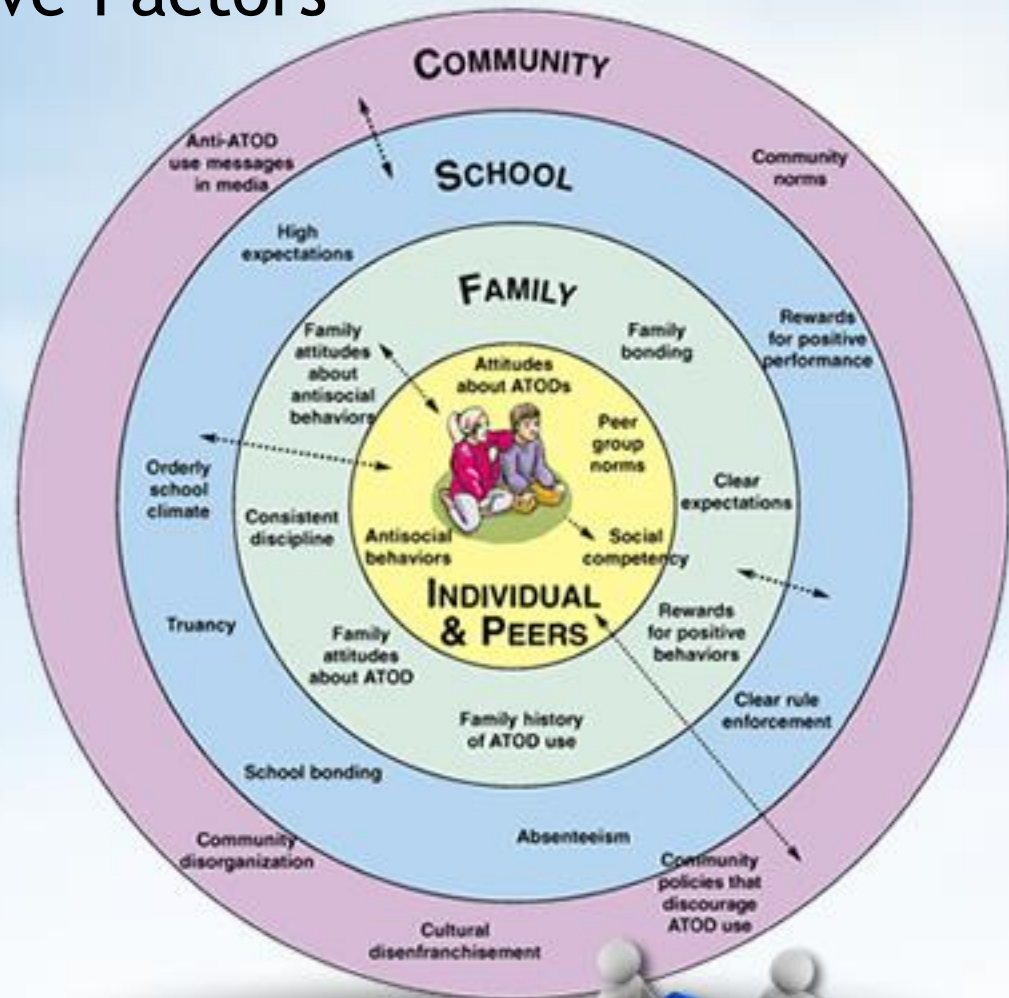 ve Factors
COMMUNITY
Anti-ATOD
use messages
in media
Community
norms
SCHOOL
High
expectations
Rewards
for positive
performance
FAMILY
Family
attitudes
about
antisocial
behaviors
Family
bonding
Attitudes
about ATODs
Peer
group
norms
Orderly
school
climate
Clear
expectations
Consistent
discipline
Antisocial
behaviors
Social
competency
INDIVIDUAL
& PEERS
Truancy
Family
attitudes
about ATOD
Rewards
for positive
behaviors
Family history
of ATOD use
Clear rule
enforcement
School bonding
Absenteeism
Community
disorganization
Community
policies that
discourage
ATOD use
Cultural
disenfranchisement